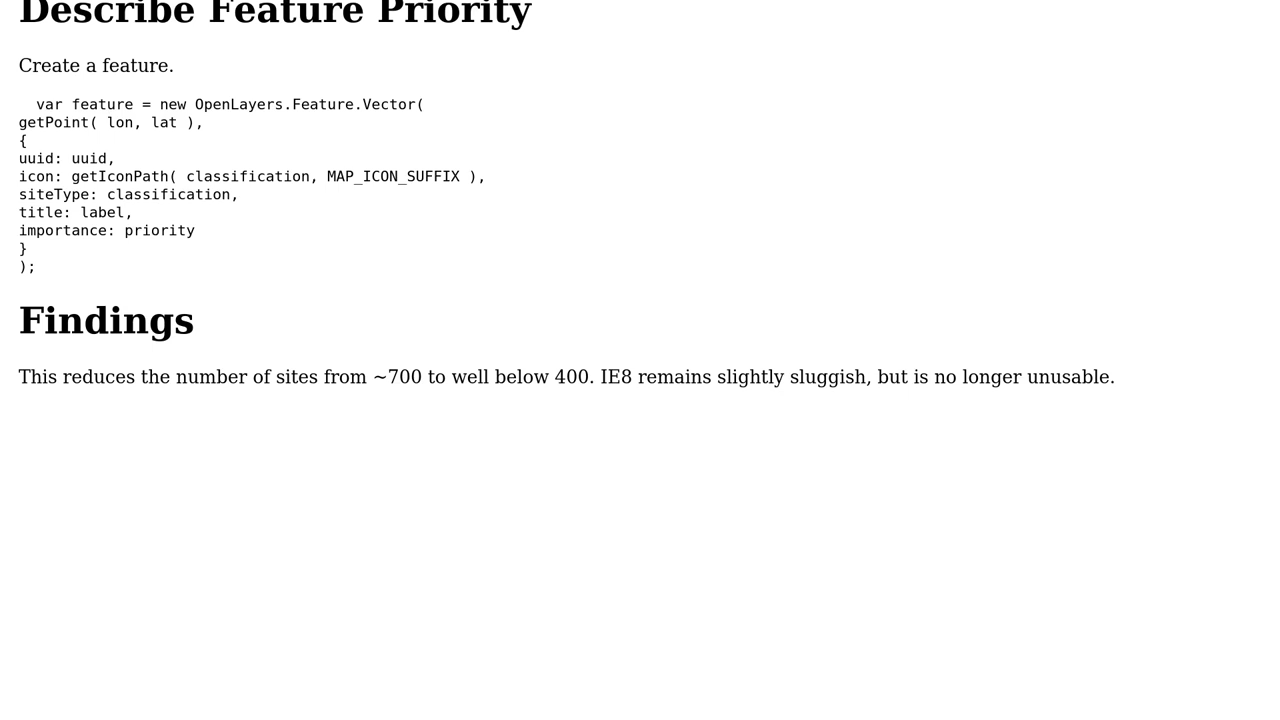 Describe Feature Priority
Create a feature.
var feature = new OpenLayers.Feature.Vector(
getPoint( lon, lat ),
{
uuid: uuid,
icon: getIconPath( classification, MAP_ICON_SUFFIX ),
siteType: classification,
title: label,
importance: priority
}
);
Findings
This reduces the number of sites from ~700 to well below 400. IE8 remains slightly sluggish, but is no longer unusable.